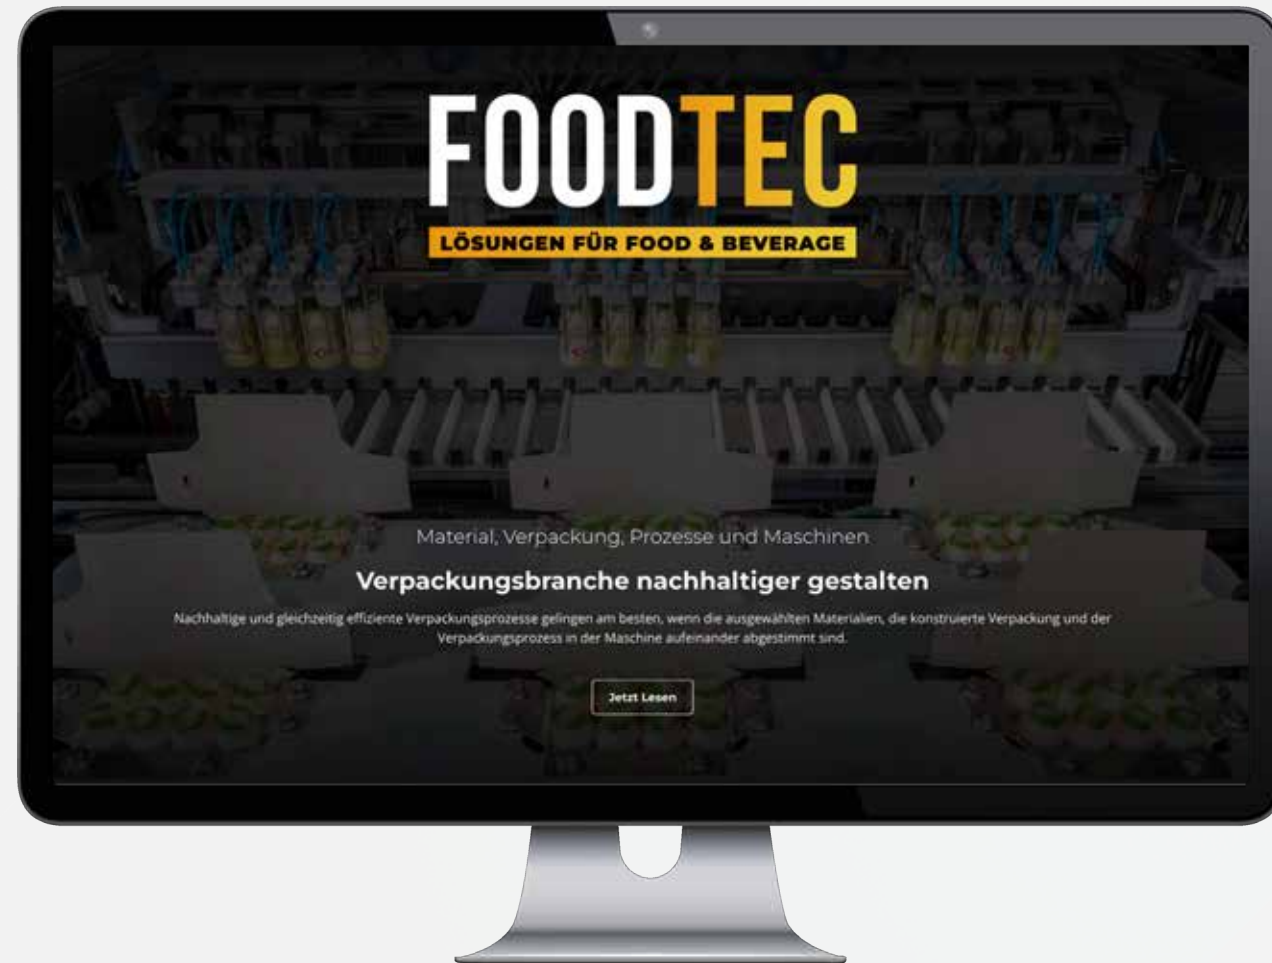 FOODTEC
LÖSUNGEN FÜR FOOD & BEVERAGE
Material, Verpackung, Prozesse und Maschinen
Verpackungsbranche nachhaltiger gestalten
Nachhaltige und gleichzeitig effiziente Verpackungsprozesse gelingen am besten, wenn die ausgewählten Materialien, die konstruierte Verpackung und der
Verpackungsprozess in der Maschine aufeinander abgestimmt sind.
Jetzt Lesen